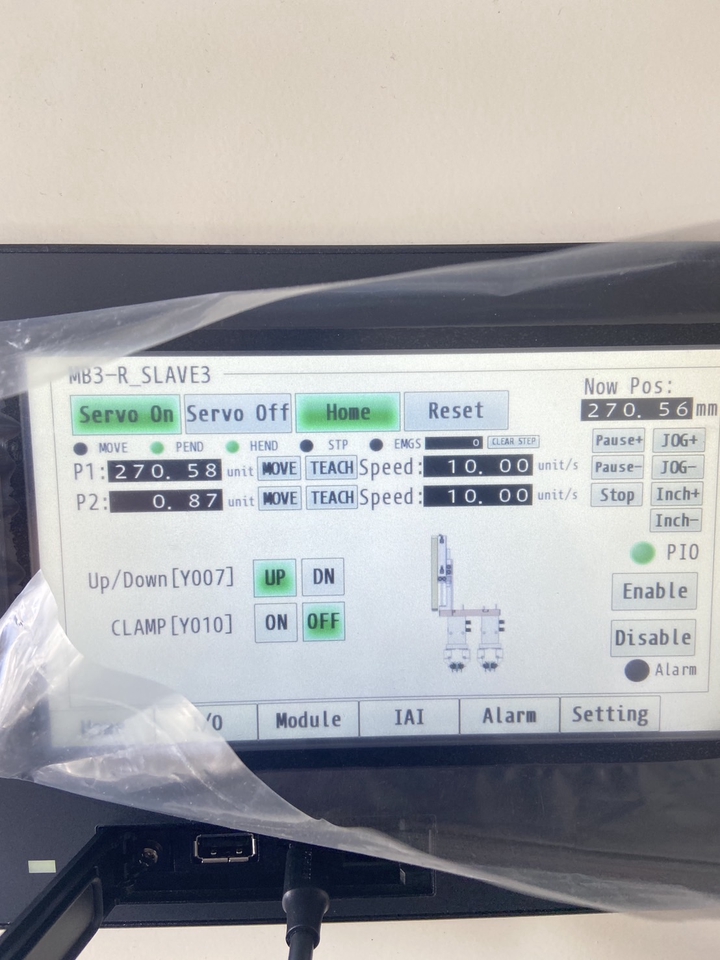 MB3-R_SLAVE3
Now Pos:
Servo On Servo Off Home Reset
270. 56 mm
MOVE PEND HEND STP EMGS 0 CLEAR STEP
Pause+ JOG+
P1: 270. 58 unit MOVE TEACH Speed: 10. 00 unit/s
Pause- JOG-
P2: 0. 87 unit MOVE TEACH Speed: 10. 00 unit/s
Stop Inch+
Inch-
PIO
Up/Down[Y007] UP DN
Enable
CLAMP[Y010] ON OFF
Disable
Alarm
/O Module IAI Alarm Setting